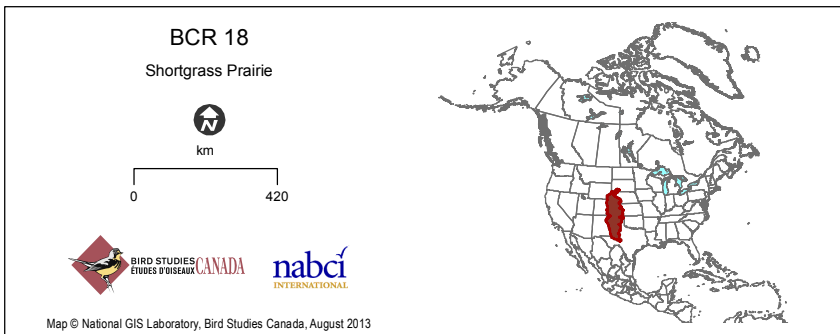 BCR 18
Shortgrass Prairie
N
km
0 420
BIRD STUDIES
ÉTUDES D'OISEAUX CANADA
nabci
INTERNATIONAL
Map © National GIS Laboratory, Bird Studies Canada, August 2013